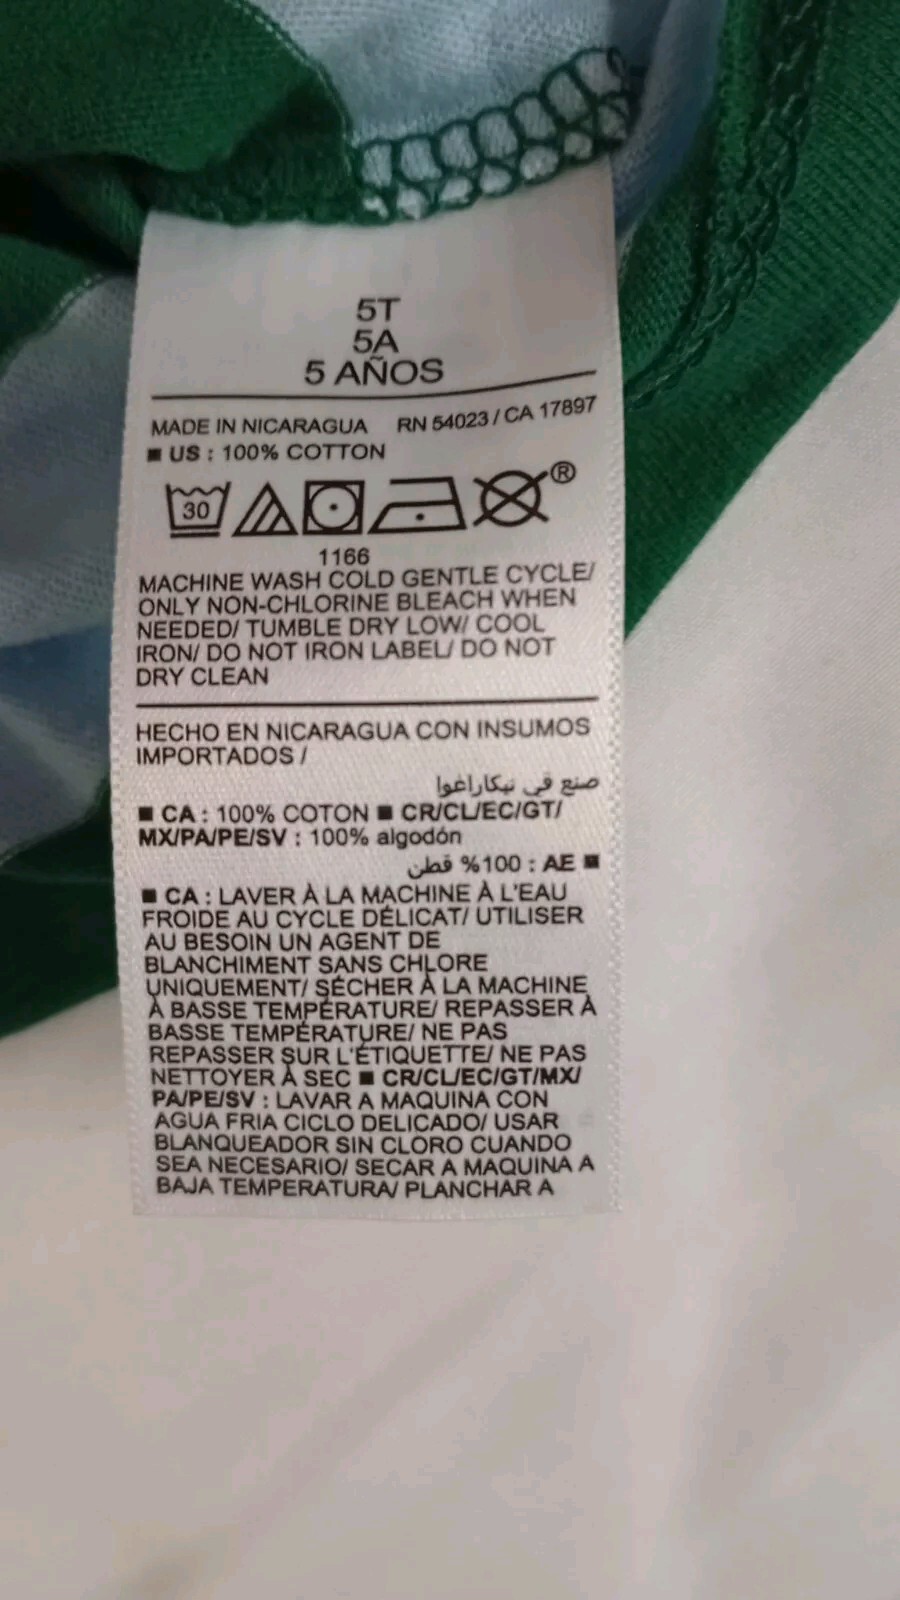 5T
5A
5 AÑOS
MADE IN NICARAGUA RN 54023 / CA 17897
■ US : 100% COTTON
30 ®
1166
MACHINE WASH COLD GENTLE CYCLE/
ONLY NON-CHLORINE BLEACH WHEN
NEEDED/ TUMBLE DRY LOW/ COOL
IRON/ DO NOT IRON LABEL/ DO NOT
DRY CLEAN
HECHO EN NICARAGUA CON INSUMOS
IMPORTADOS /
صنع في نيكاراغوا
■ CA : 100% COTON ■ CR/CL/EC/GT/
MX/PA/PE/SV : 100% algodón
■ AE : 100% قطن
■ CA : LAVER À LA MACHINE À L'EAU
FROIDE AU CYCLE DÉLICAT/ UTILISER
AU BESOIN UN AGENT DE
BLANCHIMENT SANS CHLORE
UNIQUEMENT/ SÉCHER À LA MACHINE
À BASSE TEMPÉRATURE/ REPASSER À
BASSE TEMPÉRATURE/ NE PAS
REPASSER SUR L'ÉTIQUETTE/ NE PAS
NETTOYER À SEC ■ CR/CL/EC/GT/MX/
PA/PE/SV : LAVAR A MAQUINA CON
AGUA FRIA CICLO DELICADO/ USAR
BLANQUEADOR SIN CLORO CUANDO
SEA NECESARIO/ SECAR A MAQUINA A
BAJA TEMPERATURA/ PLANCHAR A